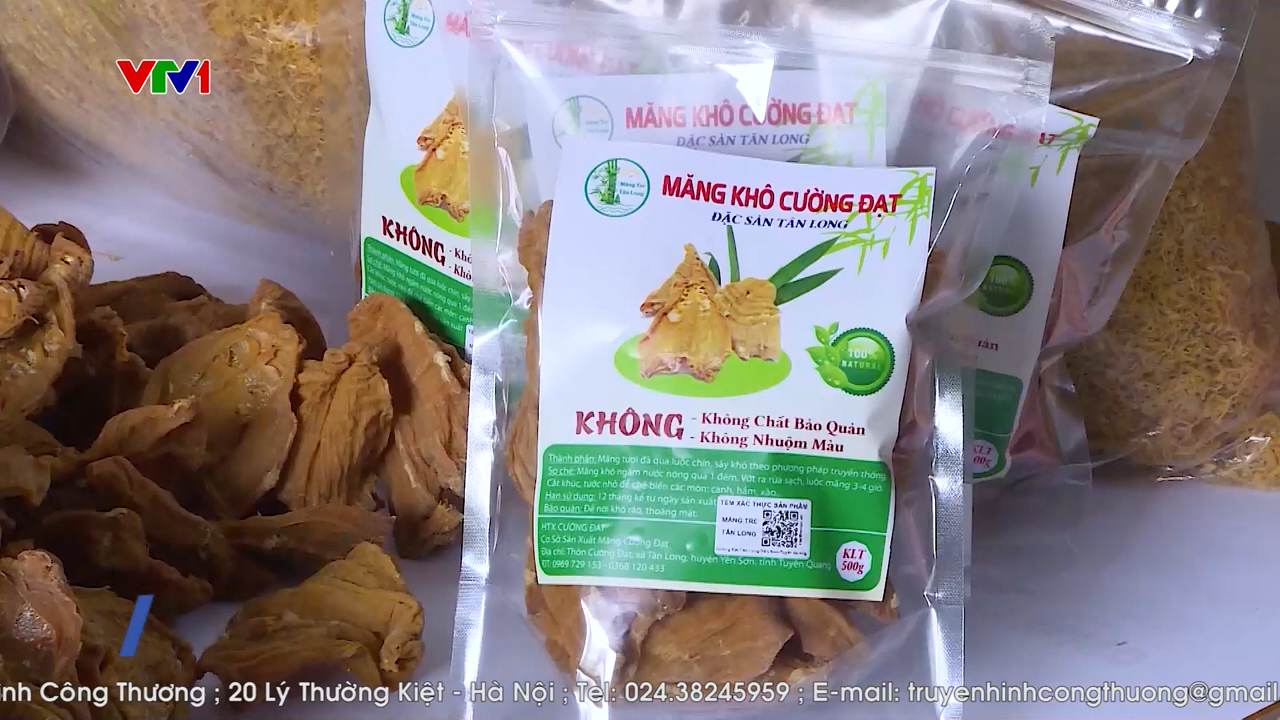 VTV1
MĂNG KHÔ CƯỜNG ĐẠT
ĐẶC SẢN TÂN LONG
Măng Tre
Tân Long
MĂNG KHÔ CƯỜNG ĐẠT
ĐẶC SẢN TÂN LONG
100%
NATURAL
KHÔNG
- Không Chất Bảo Quản
- Không Nhuộm Màu
Thành phần: Măng tươi đã qua luộc chín, sấy khô theo phương pháp truyền thống
Sơ chế: Măng khô ngâm nước nóng qua 1 đêm. Vớt ra rửa sạch, luộc măng 3-4 giờ.
Cắt khúc, tước nhỏ để chế biến các món: canh, hầm, xào...
Hạn sử dụng: 12 tháng kể từ ngày sản xuất
Bảo quản: Để nơi khô ráo, thoáng mát.
TEM XÁC THỰC SẢN PHẨM
MĂNG TRE
TÂN LONG
HTX CƯỜNG ĐẠT
Cơ Sở Sản Xuất Măng Cường Đạt
Địa chỉ: Thôn Cường Đạt, xã Tân Long, huyện Yên Sơn, tỉnh Tuyên Quang
ĐT: 0969 729 153 - 0368 120 433
KLT
500g
KHÔNG
inh Công Thương ; 20 Lý Thường Kiệt - Hà Nội ; Tel: 024.38245959 ; E-mail: truyenhinhcongthuong@gmail